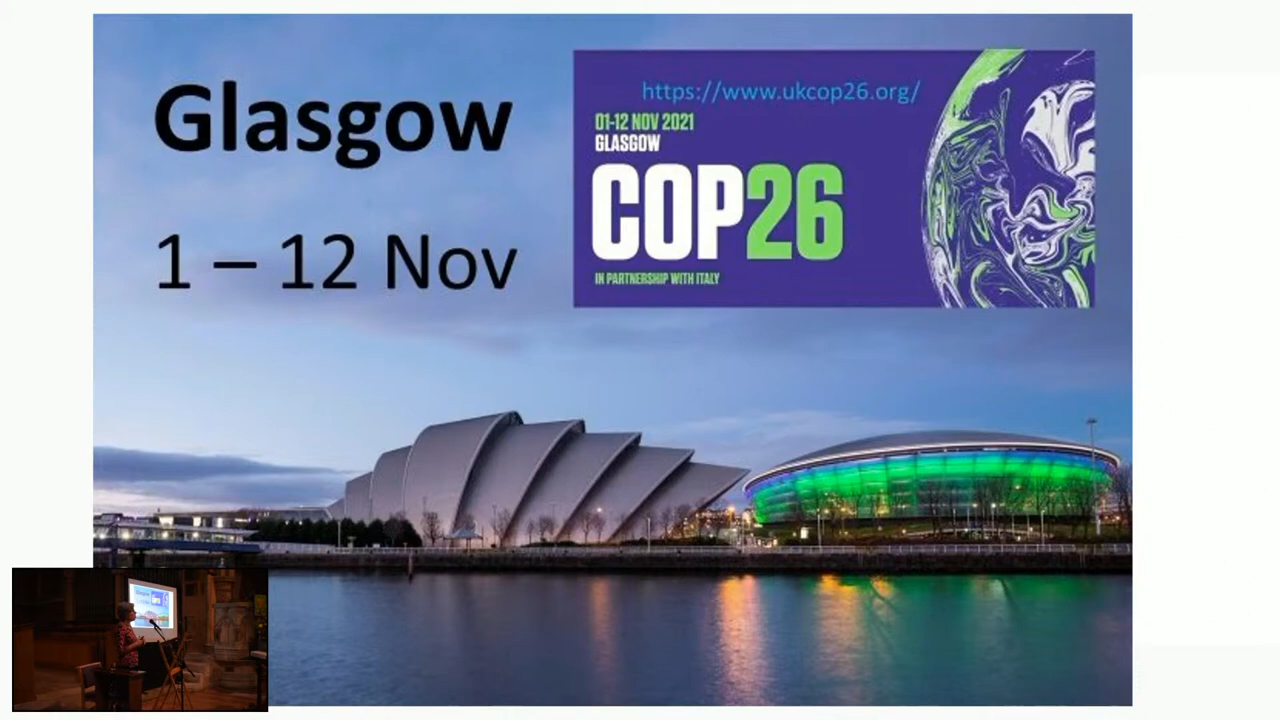 Glasgow
1 – 12 Nov
https://www.ukcop26.org/
01-12 NOV 2021
GLASGOW
COP26
IN PARTNERSHIP WITH ITALY